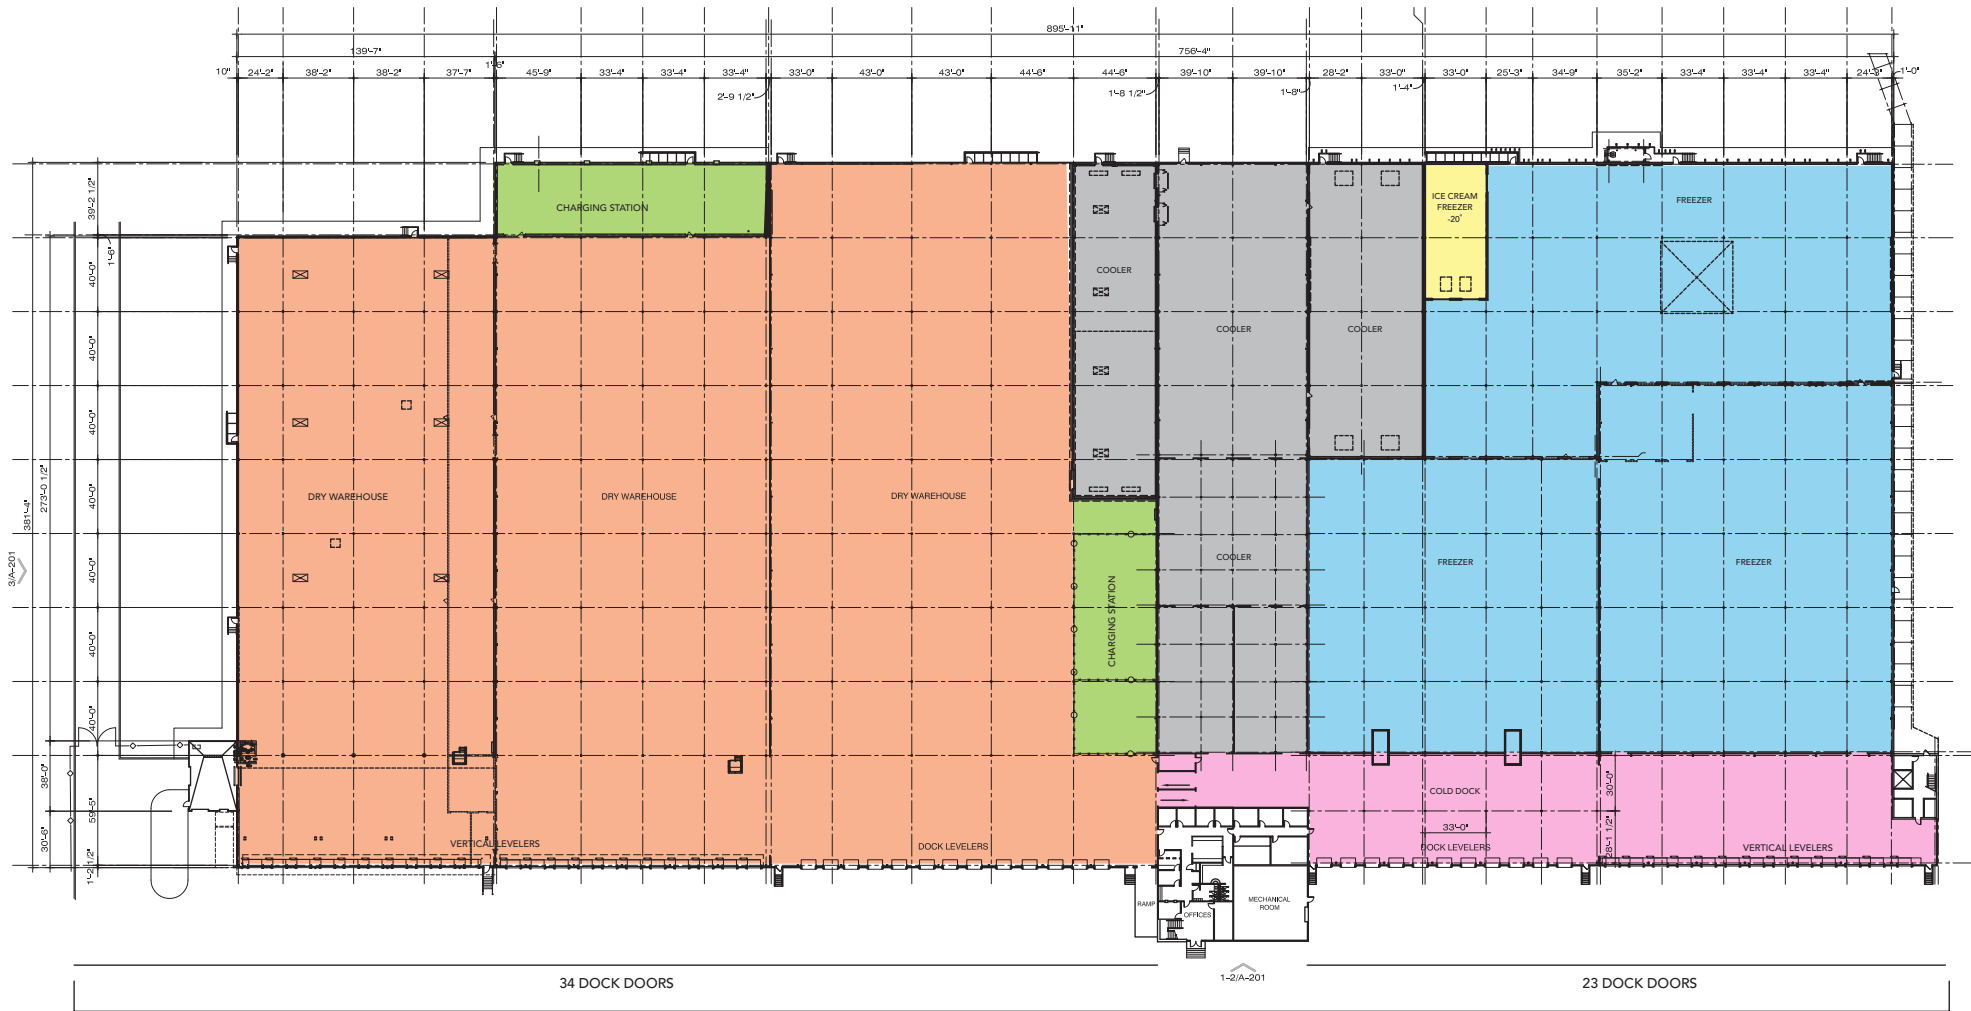 895'-11"
139'-7"
756'-4"
10"
24'-2"
38'-2"
38'-2"
37'-7"
1'-6"
45'-9"
33'-4"
33'-4"
33'-4"
2'-9 1/2"
33'-0"
43'-0"
43'-0"
44'-6"
44'-6"
1'-8 1/2"
39'-10"
39'-10"
1'-8"
28'-2"
33'-0"
1'-4"
33'-0"
25'-3"
34'-9"
35'-2"
33'-4"
33'-4"
33'-4"
24'-3"
1'-0"
39'-2 1/2"
1'-6"
40'-0"
40'-0"
40'-0"
40'-0"
40'-0"
40'-0"
40'-0"
273'-0 1/2"
381'-4"
38'-0"
59'-5"
30'-6"
1'-2 1/2"
3/A-201
CHARGING STATION
ICE CREAM
FREEZER
-20°
FREEZER
COOLER
COOLER
COOLER
DRY WAREHOUSE
DRY WAREHOUSE
DRY WAREHOUSE
COOLER
FREEZER
FREEZER
CHARGING STATION
COLD DOCK
30'-0"
33'-0"
28'-1 1/2"
VERTICAL LEVELERS
DOCK LEVELERS
DOCK LEVELERS
VERTICAL LEVELERS
RAMP
OFFICES
MECHANICAL
ROOM
1-2/A-201
34 DOCK DOORS
23 DOCK DOORS